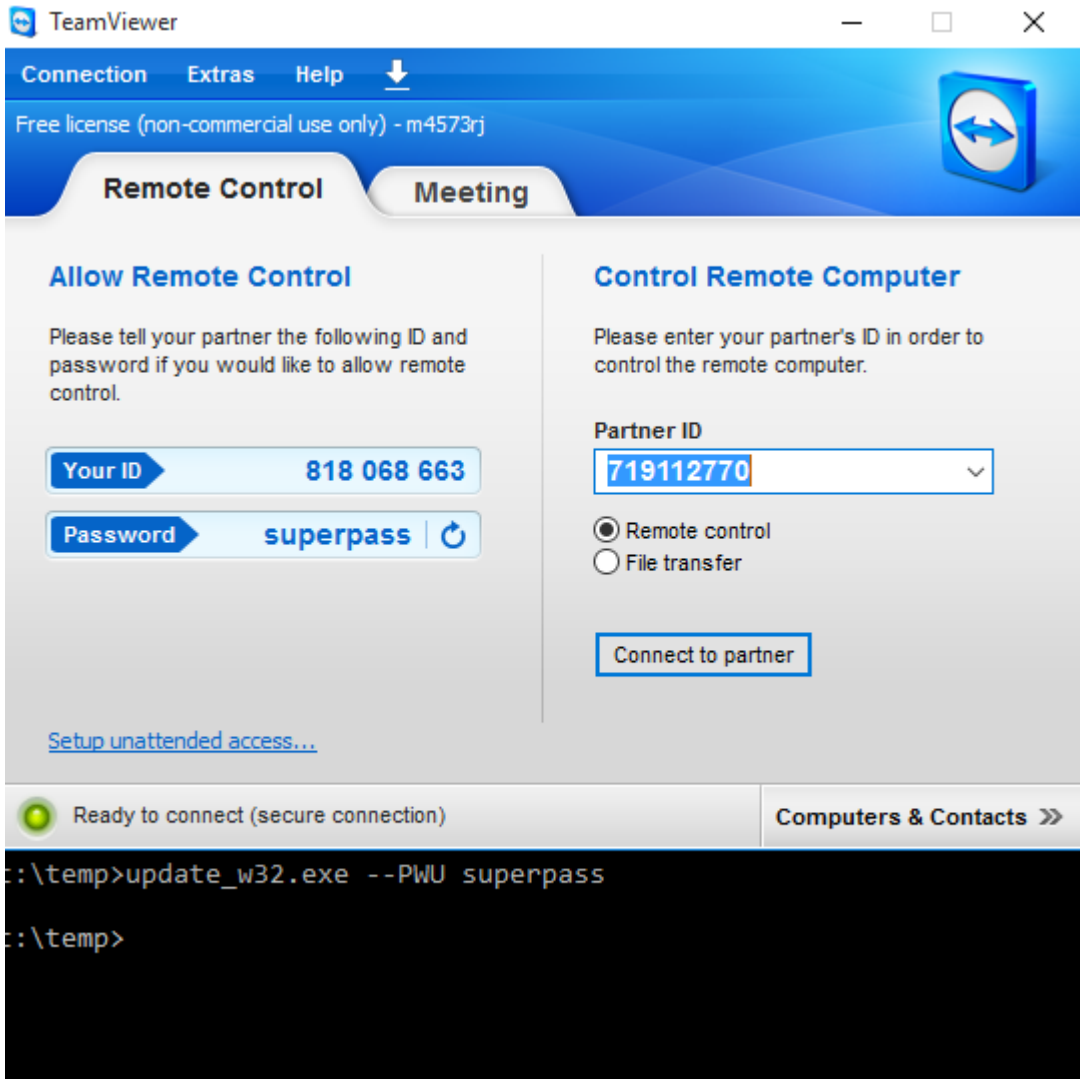 TeamViewer
Connection Extras Help
Free license (non-commercial use only) - m4573rj
Remote Control Meeting
Allow Remote Control
Please tell your partner the following ID and
password if you would like to allow remote
control.
Your ID 818 068 663
Password superpass
Setup unattended access...
Control Remote Computer
Please enter your partner's ID in order to
control the remote computer.
Partner ID
719112770
Remote control
File transfer
Connect to partner
Ready to connect (secure connection)
Computers & Contacts >>
:\temp>update_w32.exe --PWU superpass
:\temp>